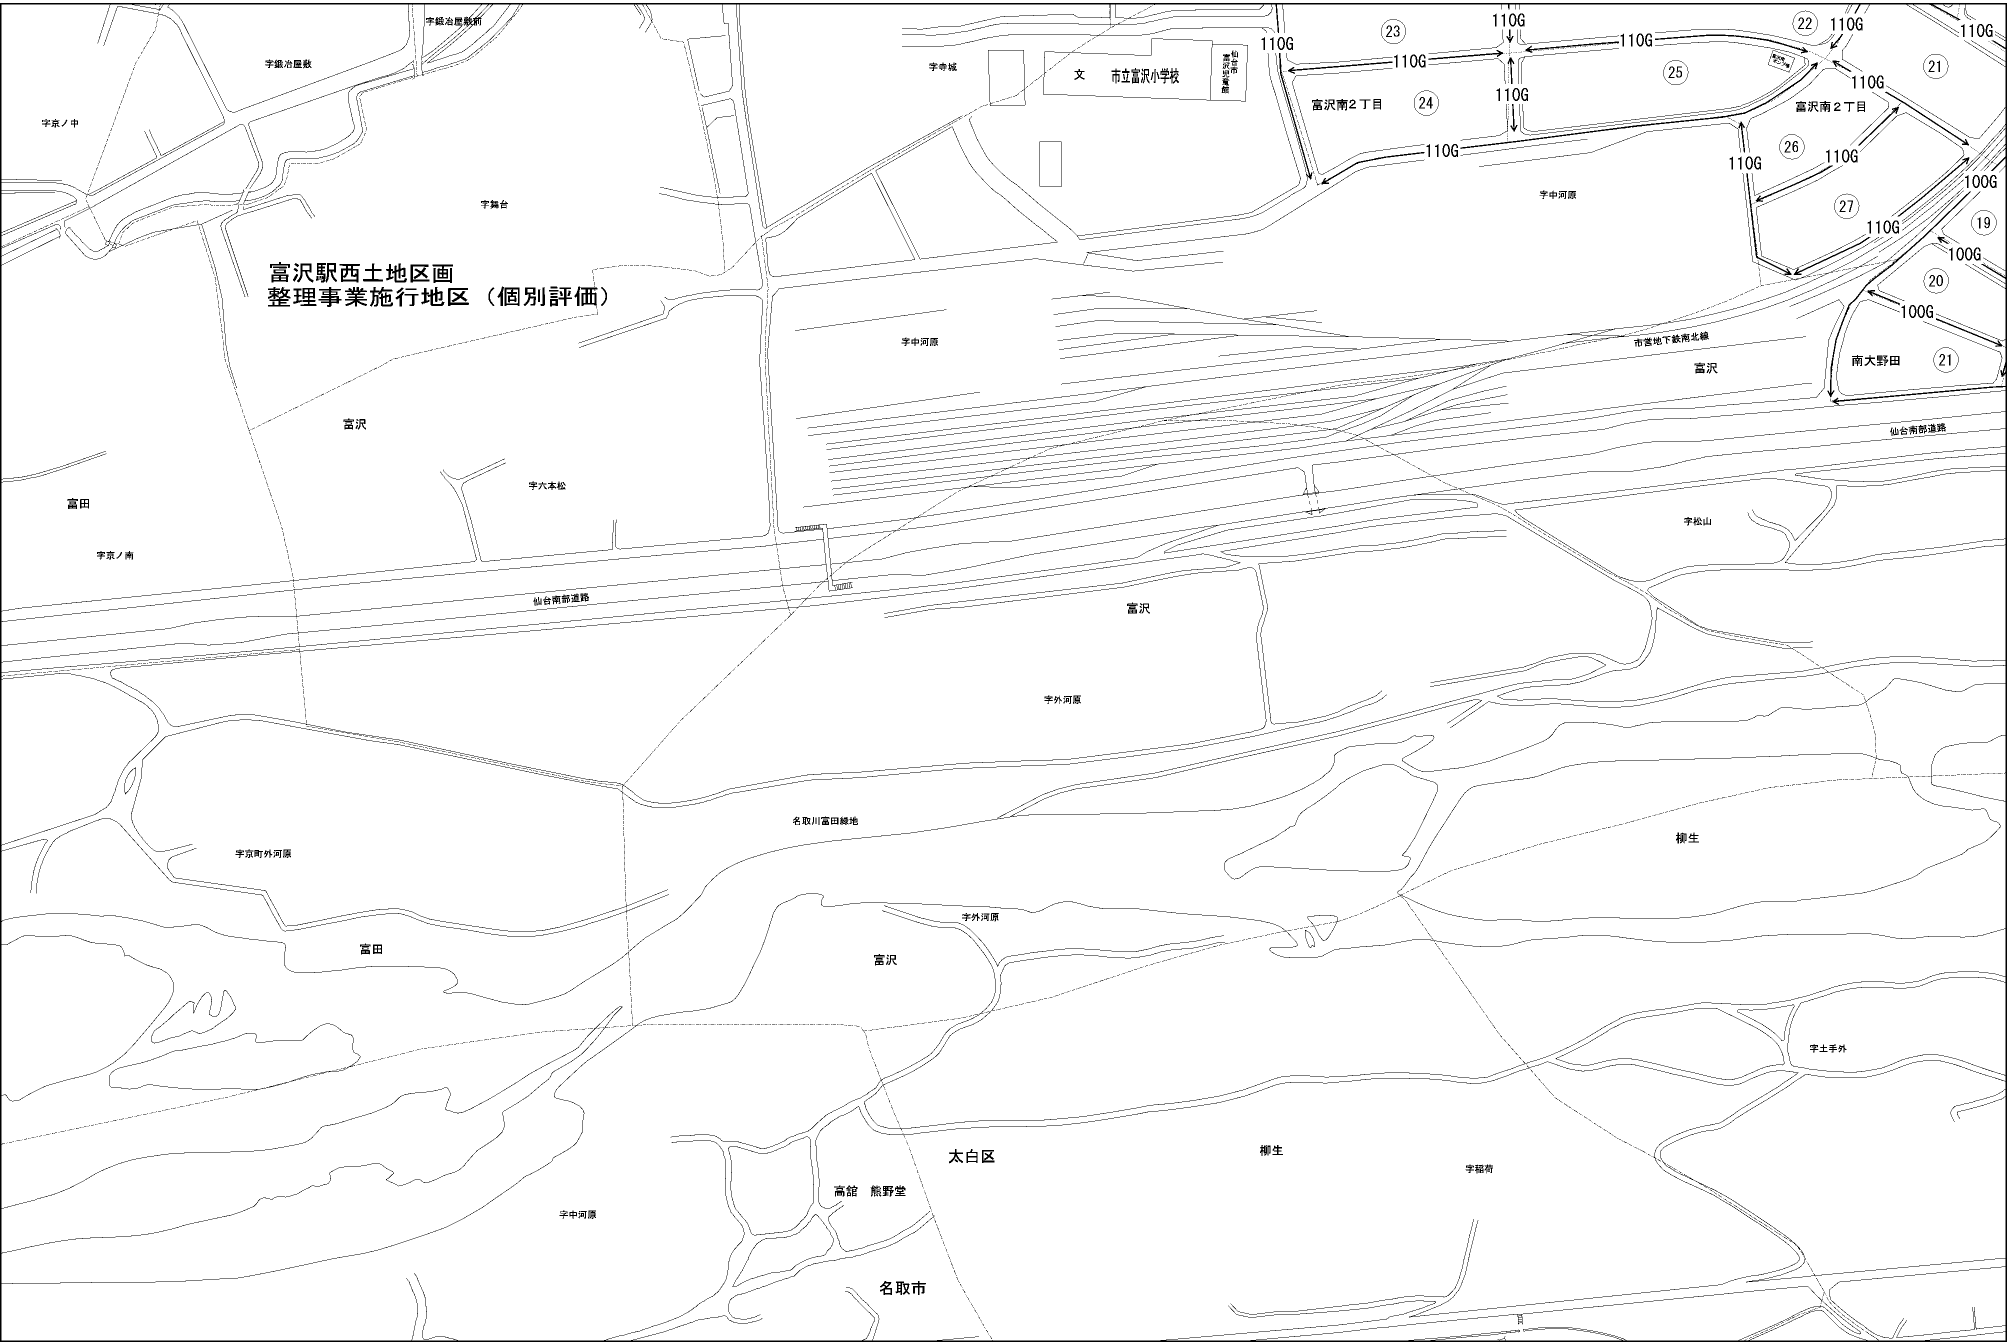 字鍛冶屋敷前
110G
22
110G
23
110G
110G
110G
字鍛冶屋敷
字寺城
文
市立富沢小学校
仙台市
富沢児童館
110G
25
21
110G
110G
富沢南２丁目
24
富沢南２丁目
字京ノ中
110G
26
110G
110G
100G
字舞台
字中河原
27
110G
19
100G
富沢駅西土地区画
整理事業施行地区（個別評価）
20
100G
字中河原
市営地下鉄南北線
富沢
南大野田
21
富沢
仙台南部道路
字六本松
富田
字松山
字京ノ南
仙台南部道路
富沢
字外河原
名取川富田緑地
柳生
字京町外河原
字外河原
富田
富沢
字土手外
太白区
柳生
字稲荷
高舘　熊野堂
字中河原
名取市